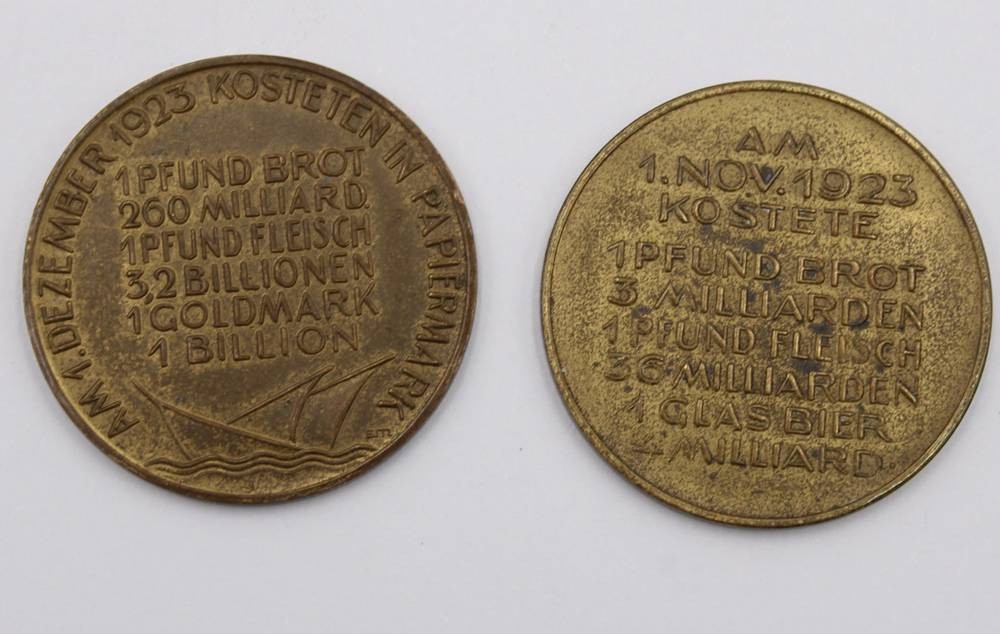 AM 1. DEZEMBER 1923 KOSTETEN IN PAPIERMARK
1 PFUND BROT
260 MILLIARD.
1 PFUND FLEISCH
3,2 BILLIONEN
1 GOLDMARK
1 BILLION
AM
1. NOV. 1923
KOSTETE
1 PFUND BROT
3 MILLIARDEN
1 PFUND FLEISCH
36 MILLIARDEN
1 GLAS BIER
MILLIARD.